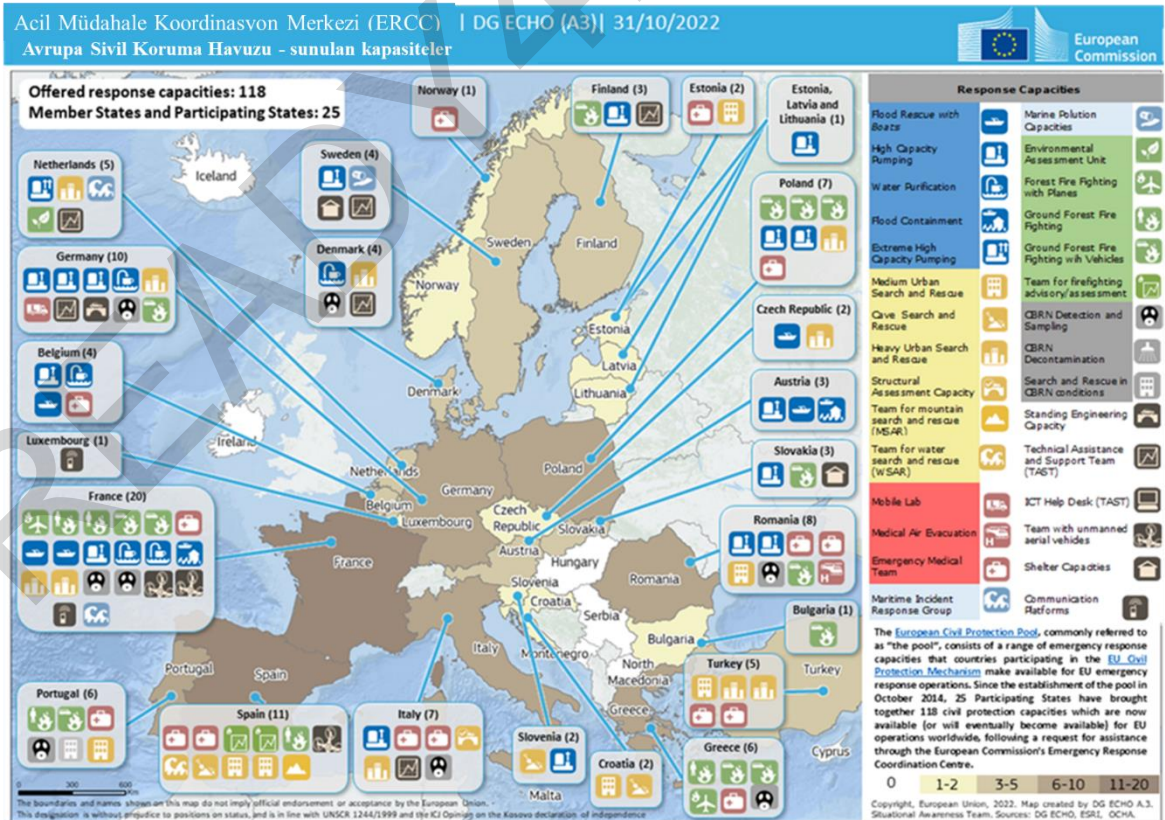 Acil Müdahale Koordinasyon Merkezi (ERCC) | DG ECHO (A3)| 31/10/2022
Avrupa Sivil Koruma Havuzu - sunulan kapasiteler
European
Commission
Offered response capacities: 118
Member States and Participating States: 25
Norway (1)
Finland (3)
Estonia (2)
Estonia,
Latvia and
Lithuania (1)
Netherlands (5)
Sweden (4)
Poland (7)
Germany (10)
Denmark (4)
Czech Republic (2)
Belgium (4)
Austria (3)
Luxembourg (1)
Slovakia (3)
France (20)
Romania (8)
Bulgaria (1)
Portugal (6)
Spain (11)
Italy (7)
Slovenia (2)
Croatia (2)
Turkey (5)
Greece (6)
Iceland
Sweden
Finland
Norway
Estonia
Latvia
Lithuania
Denmark
Ireland
Netherlands
Poland
Belgium
Germany
Luxembourg
Czech
Republic
Slovakia
Austria
France
Hungary
Romania
Slovenia
Croatia
Serbia
Italy
Montenegro
Bulgaria
North
Macedonia
Portugal
Spain
Greece
Turkey
Malta
Cyprus
0 300 600
Km
The boundaries and names shown on this map do not imply official endorsement or acceptance by the European Union.
This designation is without prejudice to positions on status, and is in line with UNSCR 1244/1999 and the ICJ Opinion on the Kosovo declaration of independence
Response Capacities
Flood Rescue with
Boats
High Capacity
Pumping
Water Purification
Flood Containment
Extreme High
Capacity Pumping
Medium Urban
Search and Rescue
Cave Search and
Rescue
Heavy Urban Search
and Rescue
Structural
Assessment Capacity
Team for mountain
search and rescue
(MSAR)
Team for water
search and rescue
(WSAR)
Mobile Lab
Medical Air Evacuation
Emergency Medical
Team
Maritime Incident
Response Group
Marine Polution
Capacities
Environmental
Assessment Unit
Forest Fire Fighting
with Planes
Ground Forest Fire
Fighting
Ground Forest Fire
Fighting wih Vehicles
Team for firefighting
advisory/assessment
CBRN Detection and
Sampling
CBRN
Decontamination
Search and Rescue in
CBRN conditions
Standing Engineering
Capacity
Technical Assistance
and Support Team
(TAST)
ICT Help Desk (TAST)
Team with unmanned
aerial vehicles
Shelter Capacities
Communication
Platforms
The European Civil Protection Pool, commonly referred to
as "the pool", consists of a range of emergency response
capacities that countries participating in the EU Civil
Protection Mechanism make available for EU emergency
response operations. Since the establishment of the pool in
October 2014, 25 Participating States have brought
together 118 civil protection capacities which are now
available (or will eventually become available) for EU
operations worldwide, following a request for assistance
through the European Commission's Emergency Response
Coordination Centre.
0 1-2 3-5 6-10 11-20
Copyright, European Union, 2022. Map created by DG ECHO A.3.
Situational Awareness Team. Sources: DG ECHO, ESRI, OCHA.